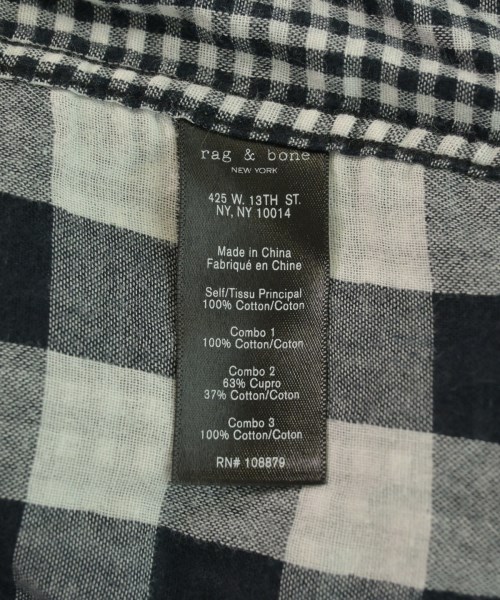 rag & bone
NEW YORK
425 W. 13TH ST.
NY, NY 10014
Made in China
Fabriqué en Chine
Self/Tissu Principal
100% Cotton/Coton
Combo 1
100% Cotton/Coton
Combo 2
63% Cupro
37% Cotton/Coton
Combo 3
100% Cotton/Coton
RN# 108879